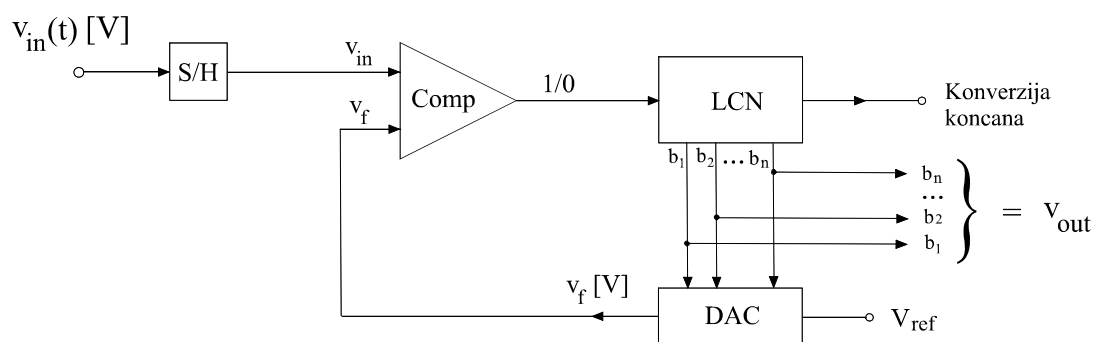 v_in(t) [V]
S/H
v_in
v_f
Comp
1/0
LCN
Konverzija
koncana
b_1 b_2 ... b_n
b_n
...
b_2
b_1
} = v_out
v_f [V]
DAC
V_ref